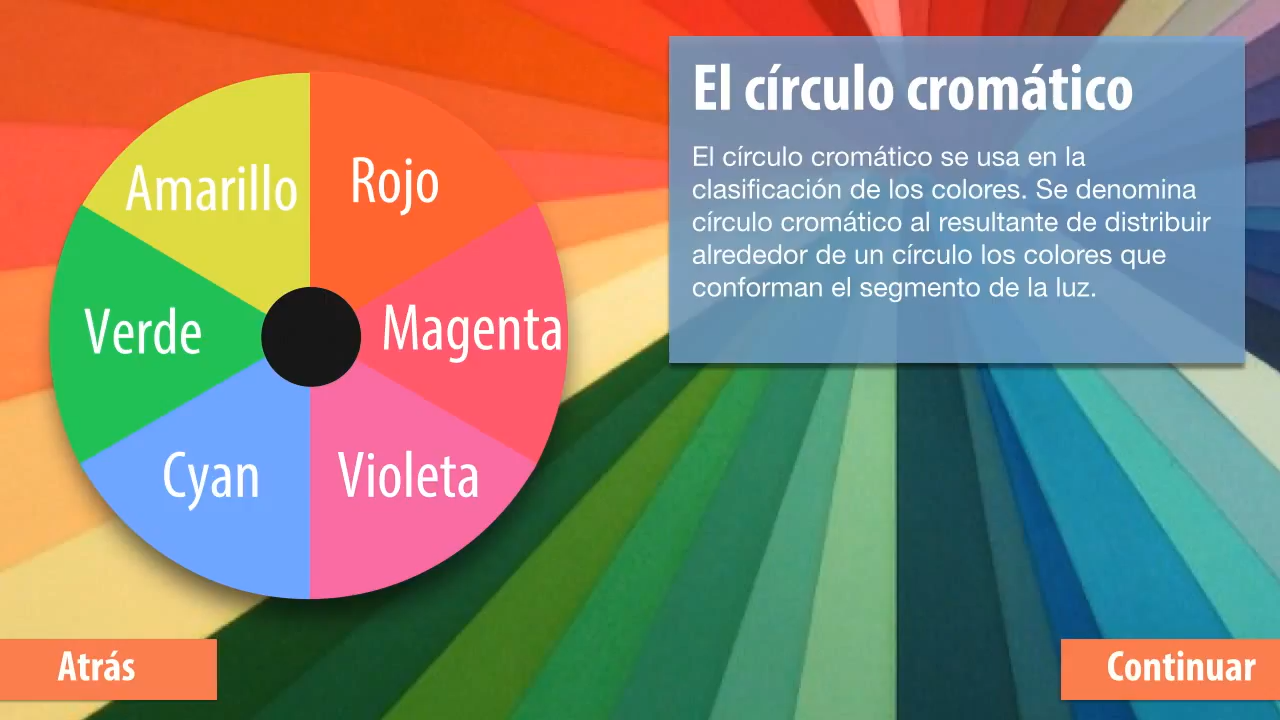 El círculo cromático
El círculo cromático se usa en la
clasificación de los colores. Se denomina
círculo cromático al resultante de distribuir
alrededor de un círculo los colores que
conforman el segmento de la luz.
Amarillo
Rojo
Verde
Magenta
Cyan
Violeta
Atrás
Continuar